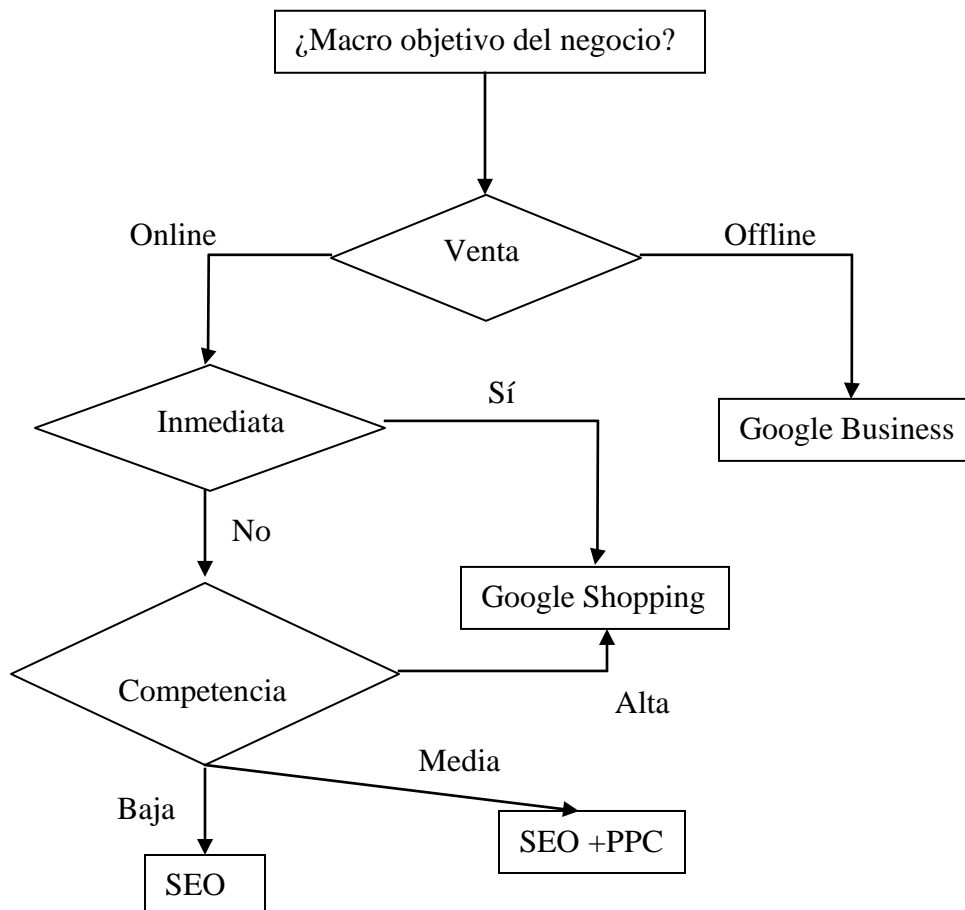 ¿Macro objetivo del negocio?
Online
Venta
Offline
Inmediata
Sí
Google Business
No
Google Shopping
Competencia
Alta
Media
Baja
SEO +PPC
SEO